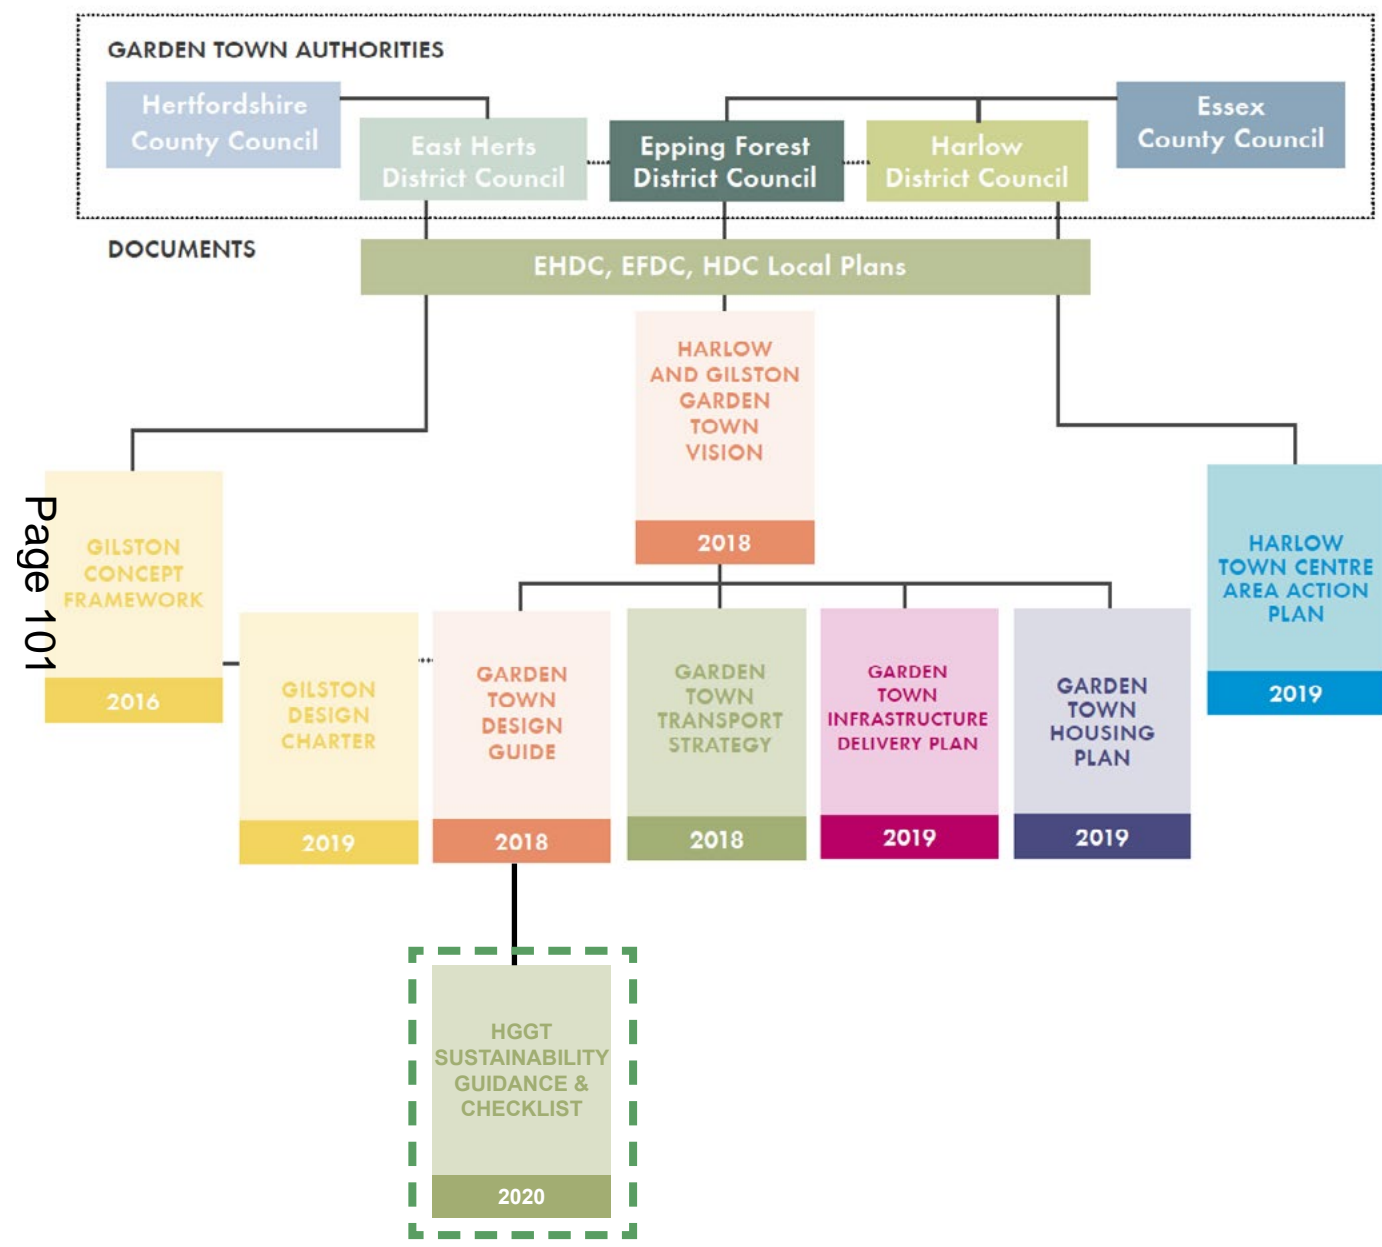 GARDEN TOWN AUTHORITIES
Hertfordshire
County Council
East Herts
District Council
Epping Forest
District Council
Harlow
District Council
Essex
County Council
DOCUMENTS
EHDC, EFDC, HDC Local Plans
HARLOW
AND GILSTON
GARDEN
TOWN
VISION
2018
Page 101
GILSTON
CONCEPT
FRAMEWORK
2016
GILSTON
DESIGN
CHARTER
2019
GARDEN
TOWN
DESIGN
GUIDE
2018
GARDEN
TOWN
TRANSPORT
STRATEGY
2018
GARDEN
TOWN
INFRASTRUCTURE
DELIVERY PLAN
2019
GARDEN
TOWN
HOUSING
PLAN
2019
HARLOW
TOWN CENTRE
AREA ACTION
PLAN
2019
HGGT
SUSTAINABILITY
GUIDANCE &
CHECKLIST
2020